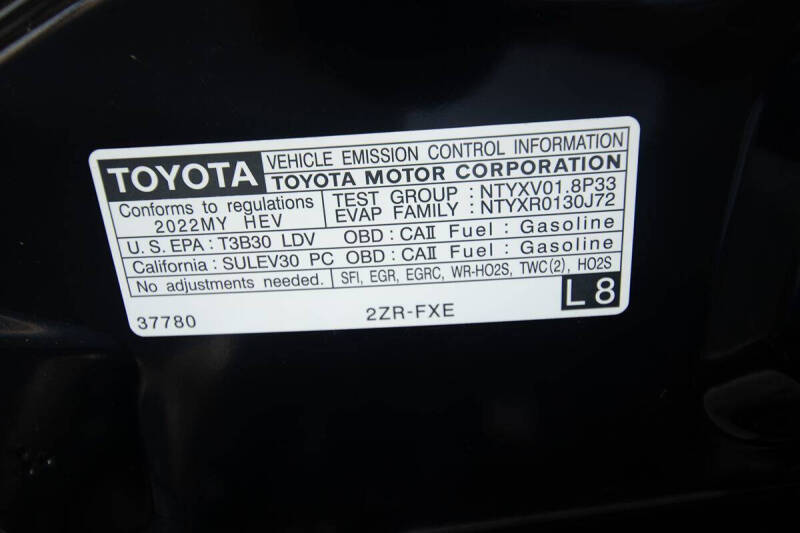 TOYOTA VEHICLE EMISSION CONTROL INFORMATION
TOYOTA MOTOR CORPORATION
Conforms to regulations TEST GROUP : NTYXV01.8P33
2022MY HEV EVAP FAMILY : NTYXR0130J72
U.S. EPA : T3B30 LDV OBD : CAII Fuel : Gasoline
California : SULEV30 PC OBD : CAII Fuel : Gasoline
No adjustments needed. SFI, EGR, EGRC, WR-HO2S, TWC(2), HO2S
37780 2ZR-FXE L 8